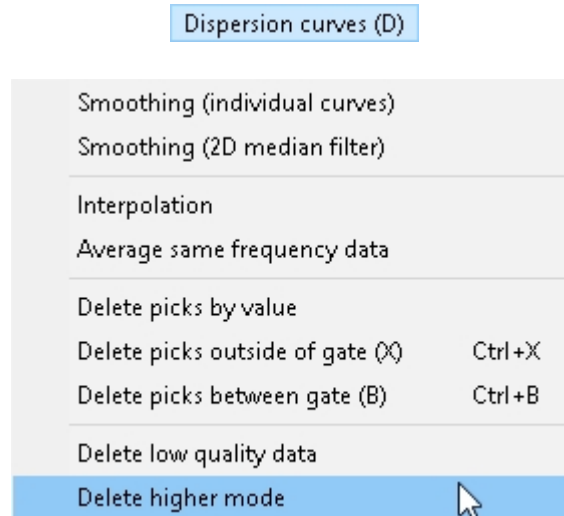 Dispersion curves (D)
Smoothing (individual curves)
Smoothing (2D median filter)
Interpolation
Average same frequency data
Delete picks by value
Delete picks outside of gate (X) Ctrl+X
Delete picks between gate (B) Ctrl+B
Delete low quality data
Delete higher mode